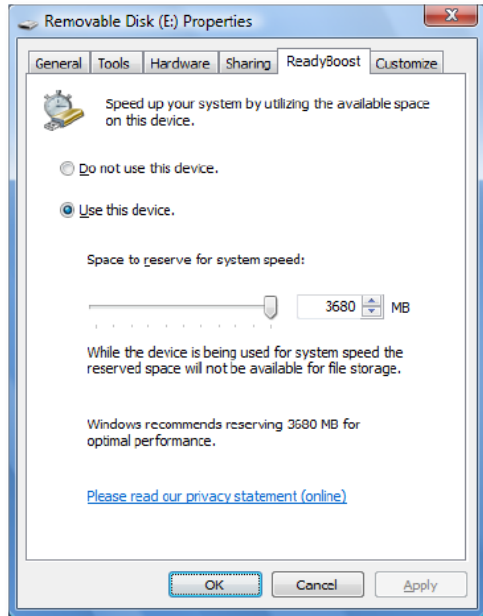 Removable Disk (E:) Properties
General Tools Hardware Sharing ReadyBoost Customize
Speed up your system by utilizing the available space
on this device.
Do not use this device.
Use this device.
Space to reserve for system speed:
3680 MB
While the device is being used for system speed the
reserved space will not be available for file storage.
Windows recommends reserving 3680 MB for
optimal performance.
Please read our privacy statement (online)
OK Cancel Apply